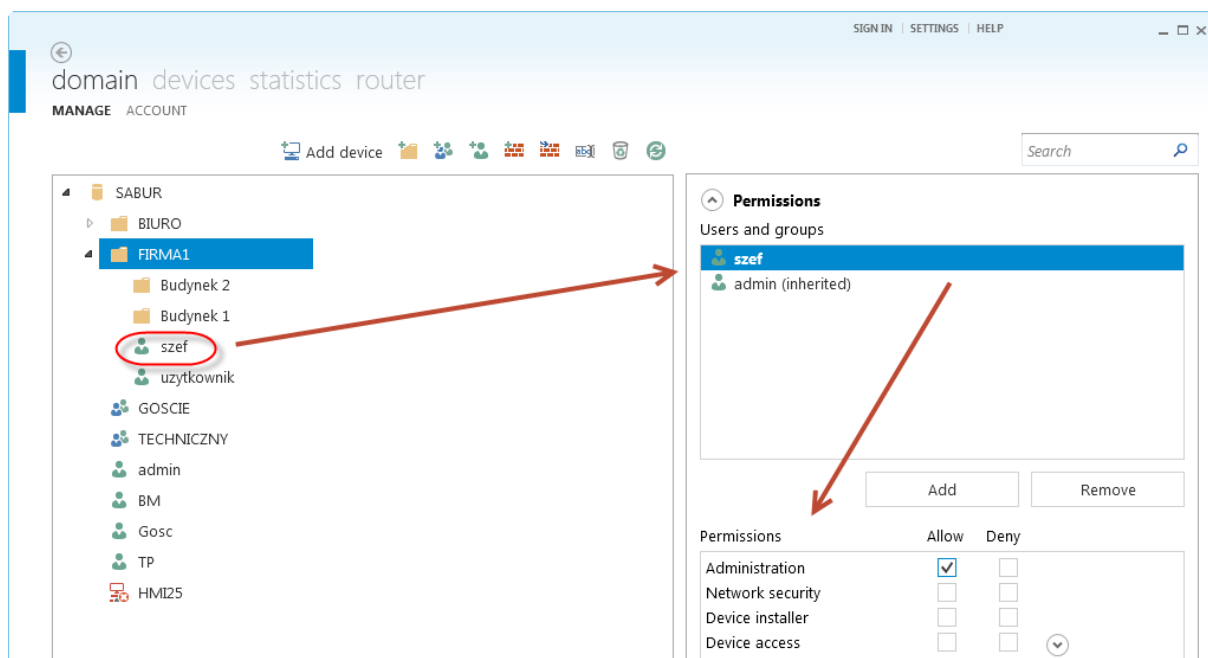 SIGN IN | SETTINGS | HELP
domain devices statistics router
MANAGE ACCOUNT
Add device
Search
SABUR
BIURO
FIRMA1
Budynek 2
Budynek 1
szef
uzytkownik
GOSCIE
TECHNICZNY
admin
BM
Gosc
TP
HMI25
Permissions
Users and groups
szef
admin (inherited)
Add Remove
Permissions Allow Deny
Administration
Network security
Device installer
Device access